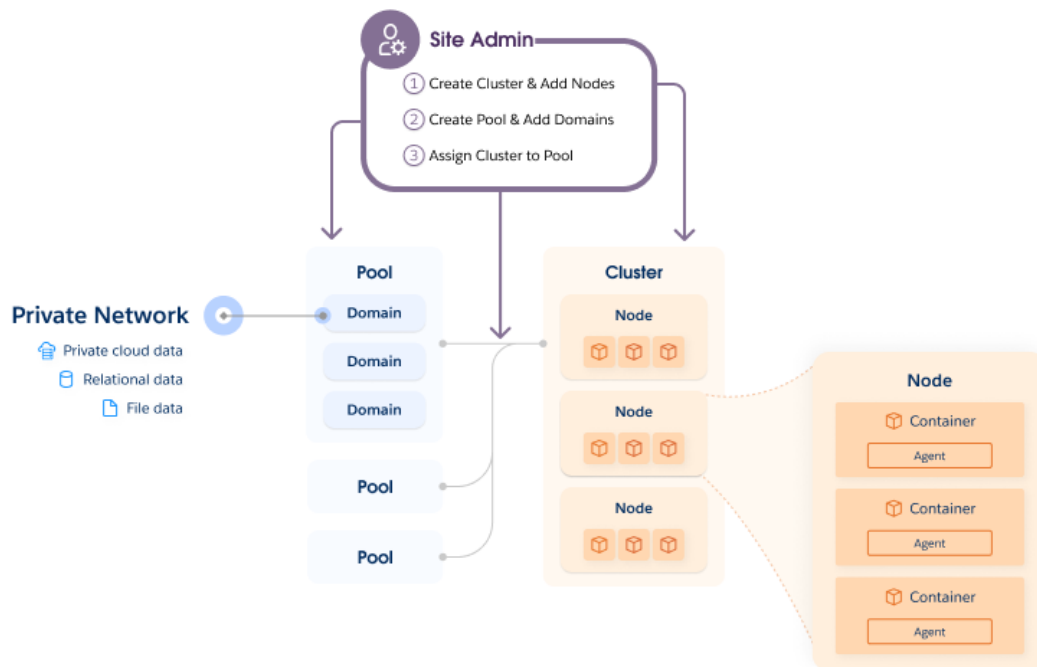 Site Admin
1 Create Cluster & Add Nodes
2 Create Pool & Add Domains
3 Assign Cluster to Pool
Private Network
Private cloud data
Relational data
File data
Pool
Domain
Domain
Domain
Pool
Pool
Cluster
Node
Node
Node
Node
Container
Agent
Container
Agent
Container
Agent